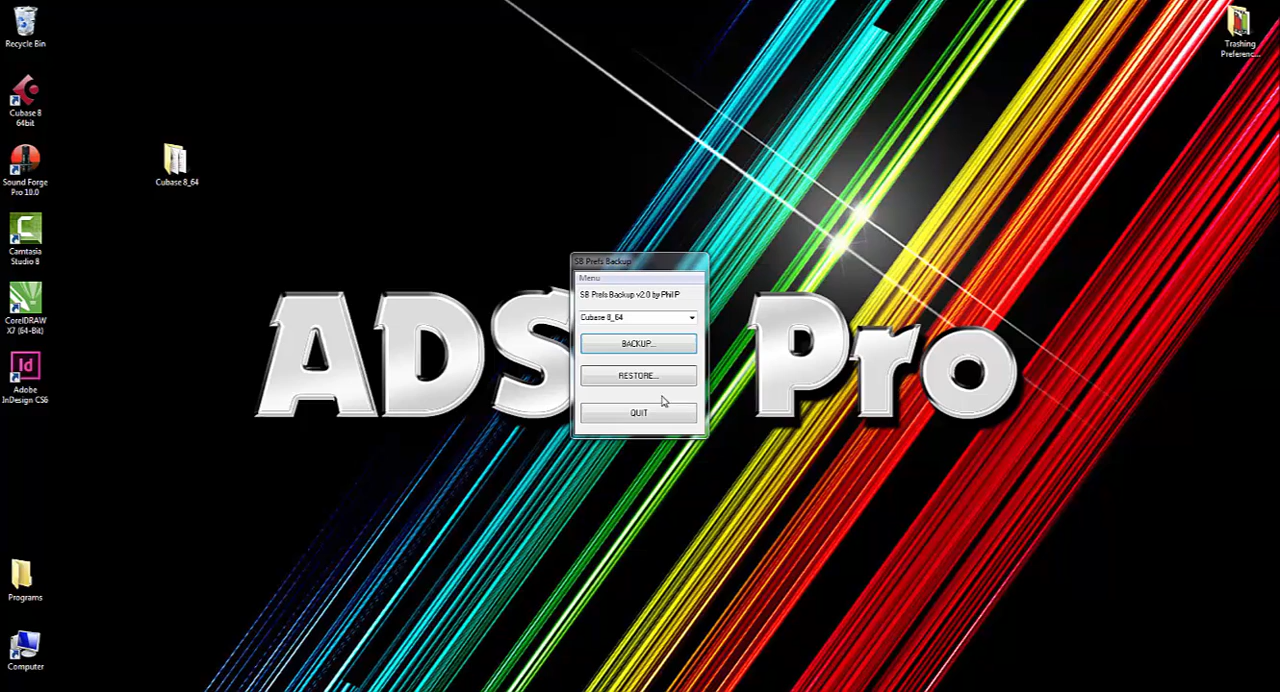 Recycle Bin
Cubase 8
64bit
Sound Forge
Pro 10.0
Camtasia
Studio 8
CorelDRAW
X7 (64-Bit)
Id
Adobe
InDesign CS6
Programs
Computer
Cubase 8_64
Trashing
Preferenc...
ADS Pro
SB Prefs Backup
Menu
SB Prefs Backup v2.0 by Phil P
Cubase 8_64
BACKUP...
RESTORE...
QUIT